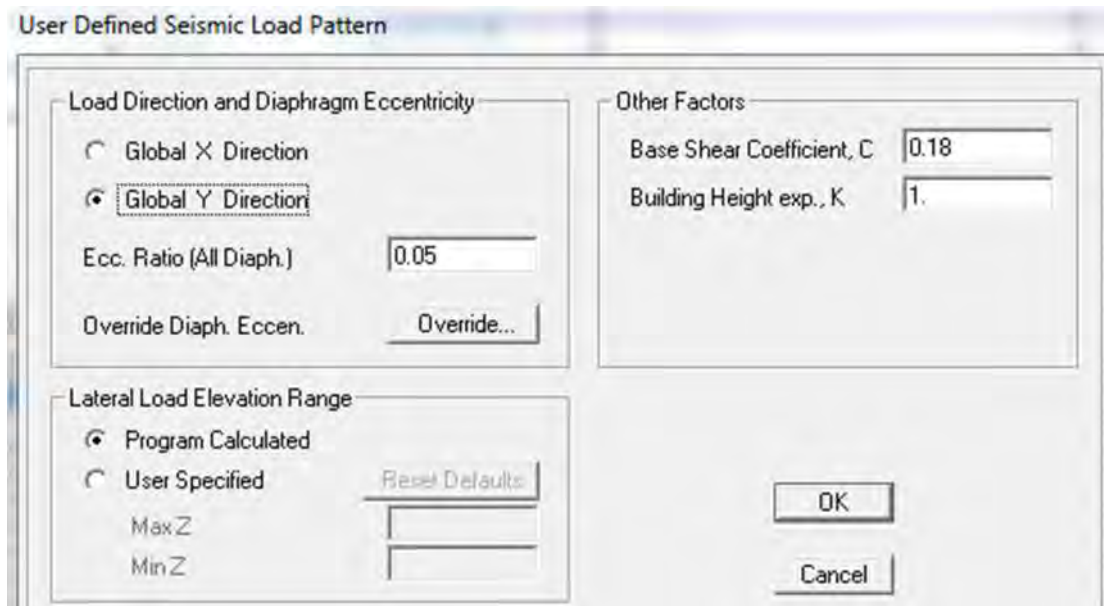 User Defined Seismic Load Pattern
Load Direction and Diaphragm Eccentricity
Global X Direction
Global Y Direction
Ecc. Ratio (All Diaph.) 0.05
Override Diaph. Eccen. Override...
Other Factors
Base Shear Coefficient, C 0.18
Building Height exp., K 1.
Lateral Load Elevation Range
Program Calculated
User Specified Reset Defaults
Max Z
Min Z
OK
Cancel